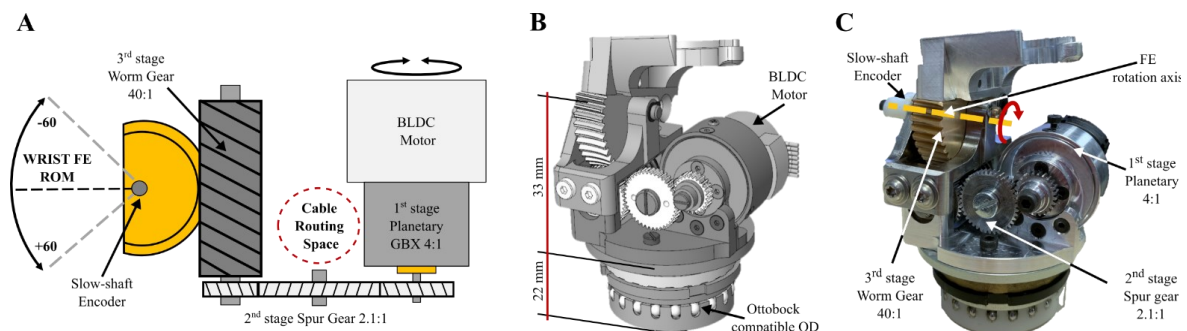 A
3rd stage
Worm Gear
40:1
-60
WRIST FE
ROM
+60
Slow-shaft
Encoder
BLDC
Motor
Cable
Routing
Space
1st stage
Planetary
GBX 4:1
2nd stage Spur Gear 2.1:1
B
BLDC
Motor
33 mm
22 mm
Ottobock
compatible QD
C
Slow-shaft
Encoder
FE
rotation axis
1st stage
Planetary
4:1
3rd stage
Worm Gear
40:1
2nd stage
Spur gear
2.1:1